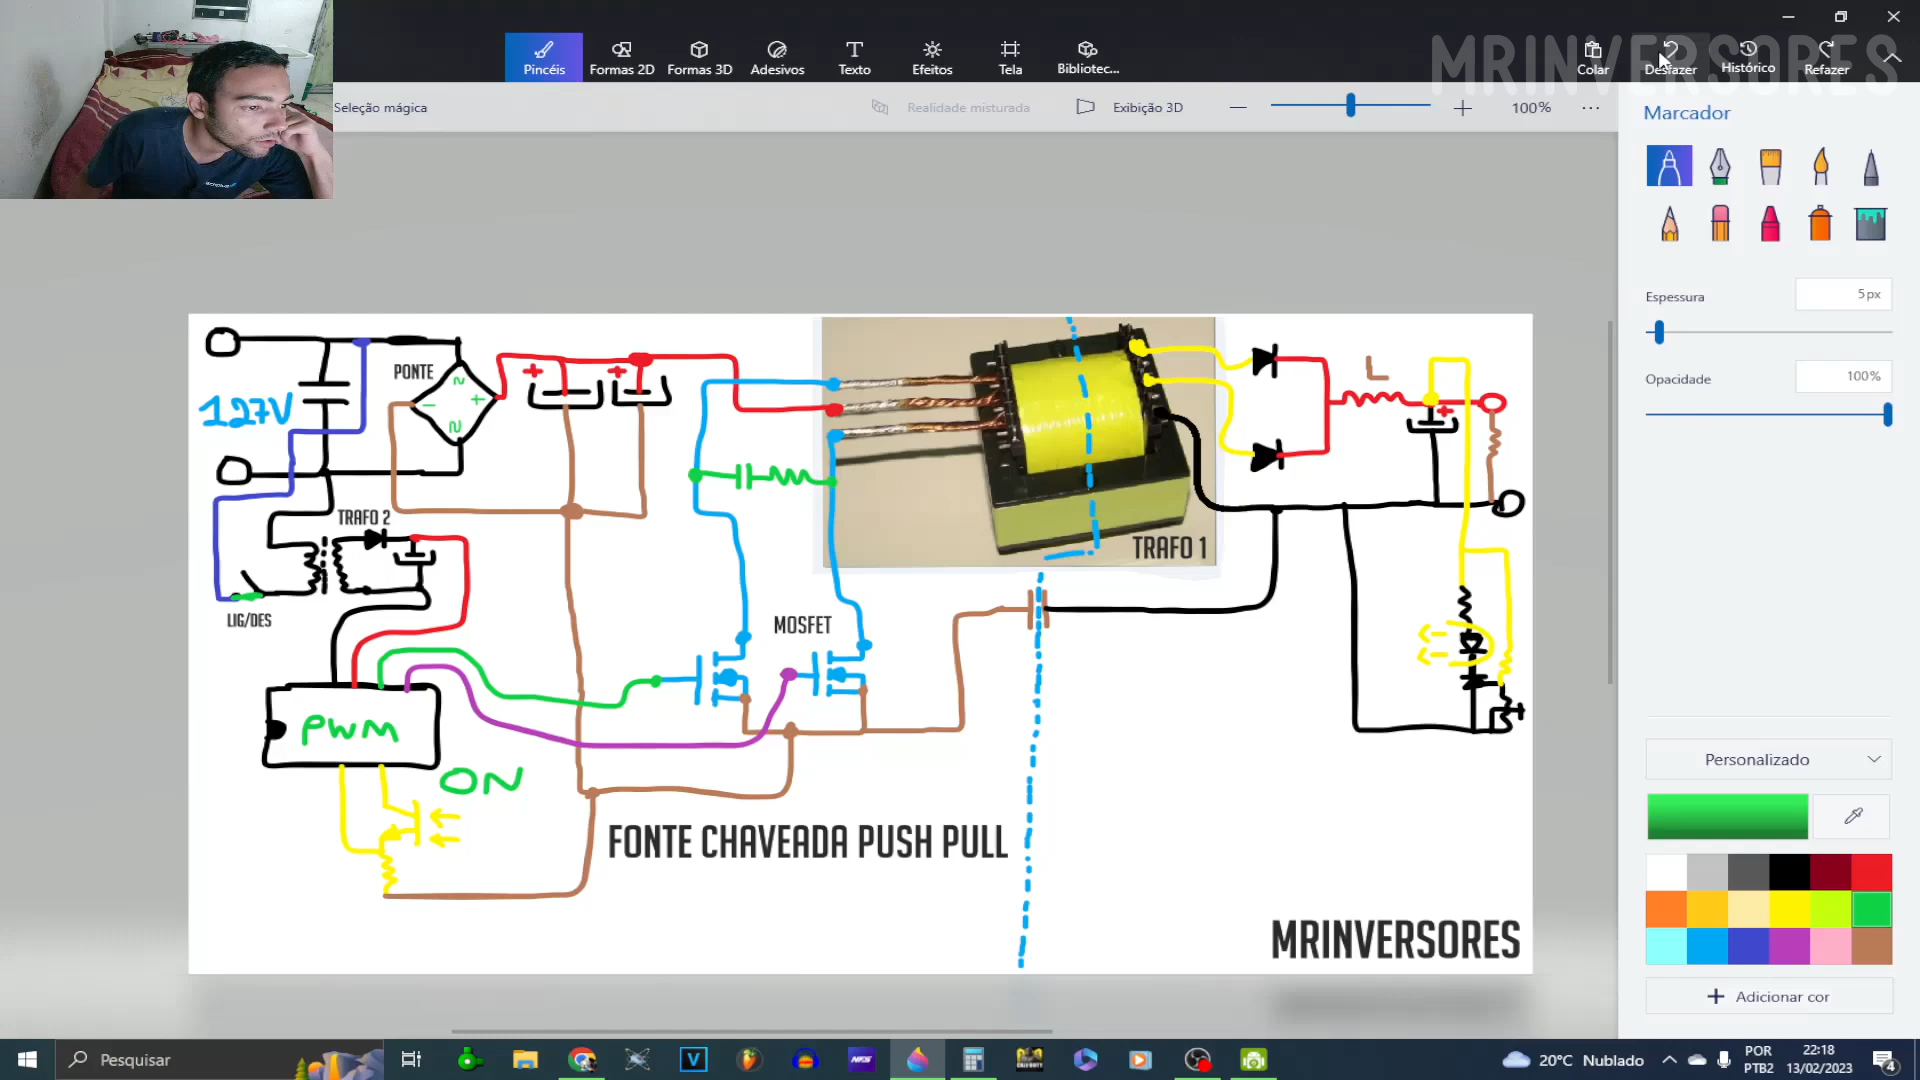 MRINVERSORES
Pincéis
Formas 2D
Formas 3D
Adesivos
Texto
Efeitos
Tela
Bibliotec...
Colar
Desfazer
Histórico
Refazer
Seleção mágica
Realidade misturada
Exibição 3D
100%
Marcador
Espessura
5px
Opacidade
100%
Personalizado
Adicionar cor
PONTE
127V
L
TRAFO 2
TRAFO 1
LIG/DES
MOSFET
PWM
ON
FONTE CHAVEADA PUSH PULL
MRINVERSORES
Pesquisar
20°C Nublado
POR
PTB2
22:18
13/02/2023
4